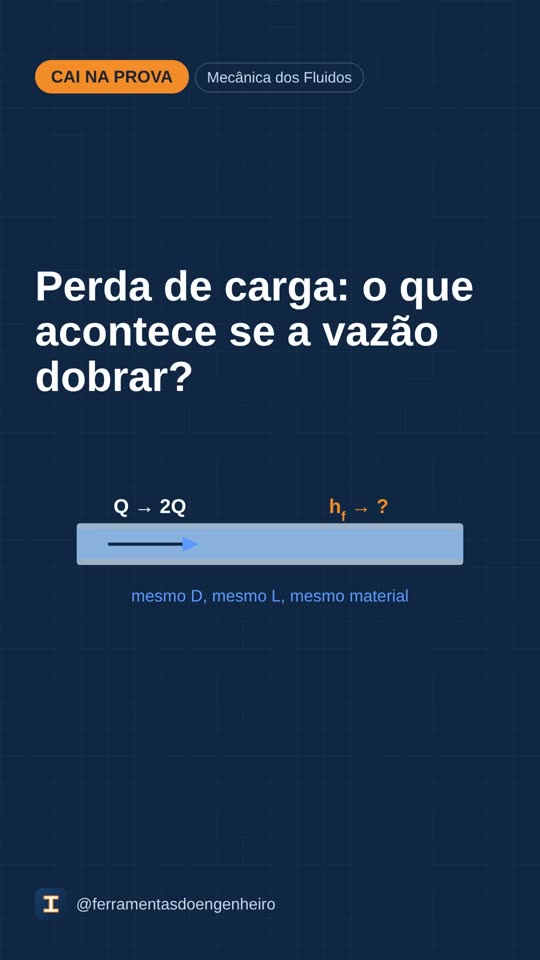 CAI NA PROVA
Mecânica dos Fluidos
Perda de carga: o que
acontece se a vazão
dobrar?
Q → 2Q
hf → ?
mesmo D, mesmo L, mesmo material
@ferramentasdoengenheiro